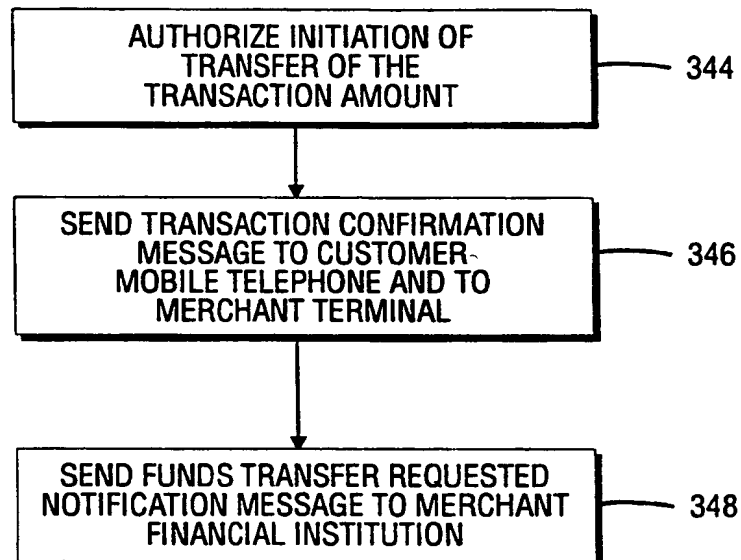 AUTHORIZE INITIATION OF
TRANSFER OF THE
TRANSACTION AMOUNT
344
SEND TRANSACTION CONFIRMATION
MESSAGE TO CUSTOMER
MOBILE TELEPHONE AND TO
MERCHANT TERMINAL
346
SEND FUNDS TRANSFER REQUESTED
NOTIFICATION MESSAGE TO MERCHANT
FINANCIAL INSTITUTION
348